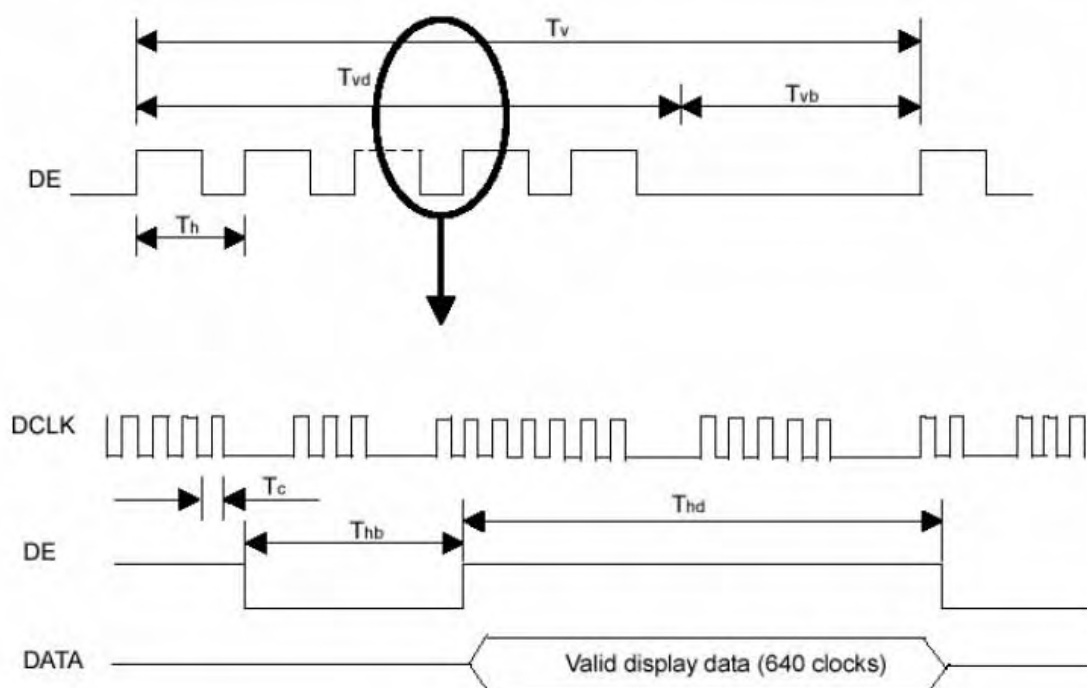 Tv
Tvd
Tvb
DE
Th
DCLK
Tc
Thd
Thb
DE
DATA
Valid display data (640 clocks)